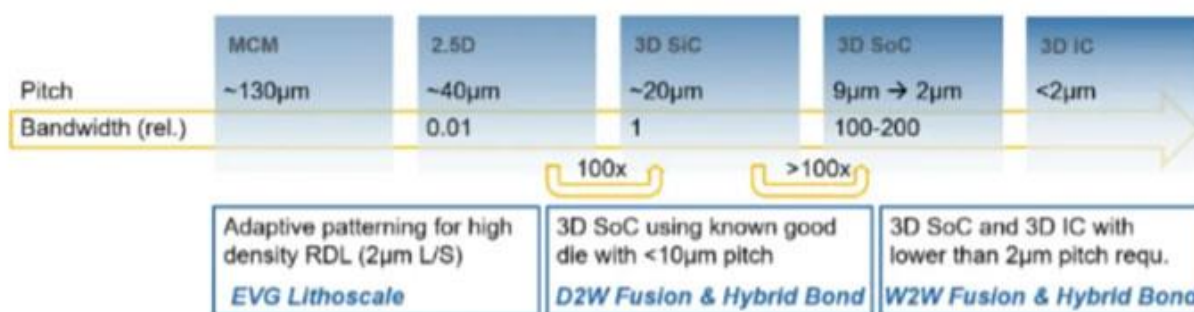 MCM 2.5D 3D SiC 3D SoC 3D IC
Pitch ~130µm ~40µm ~20µm 9µm → 2µm <2µm
Bandwidth (rel.) 0.01 1 100-200
100x >100x
Adaptive patterning for high
density RDL (2µm L/S)
EVG Lithoscale
3D SoC using known good
die with <10µm pitch
D2W Fusion & Hybrid Bond
3D SoC and 3D IC with
lower than 2µm pitch requ.
W2W Fusion & Hybrid Bond